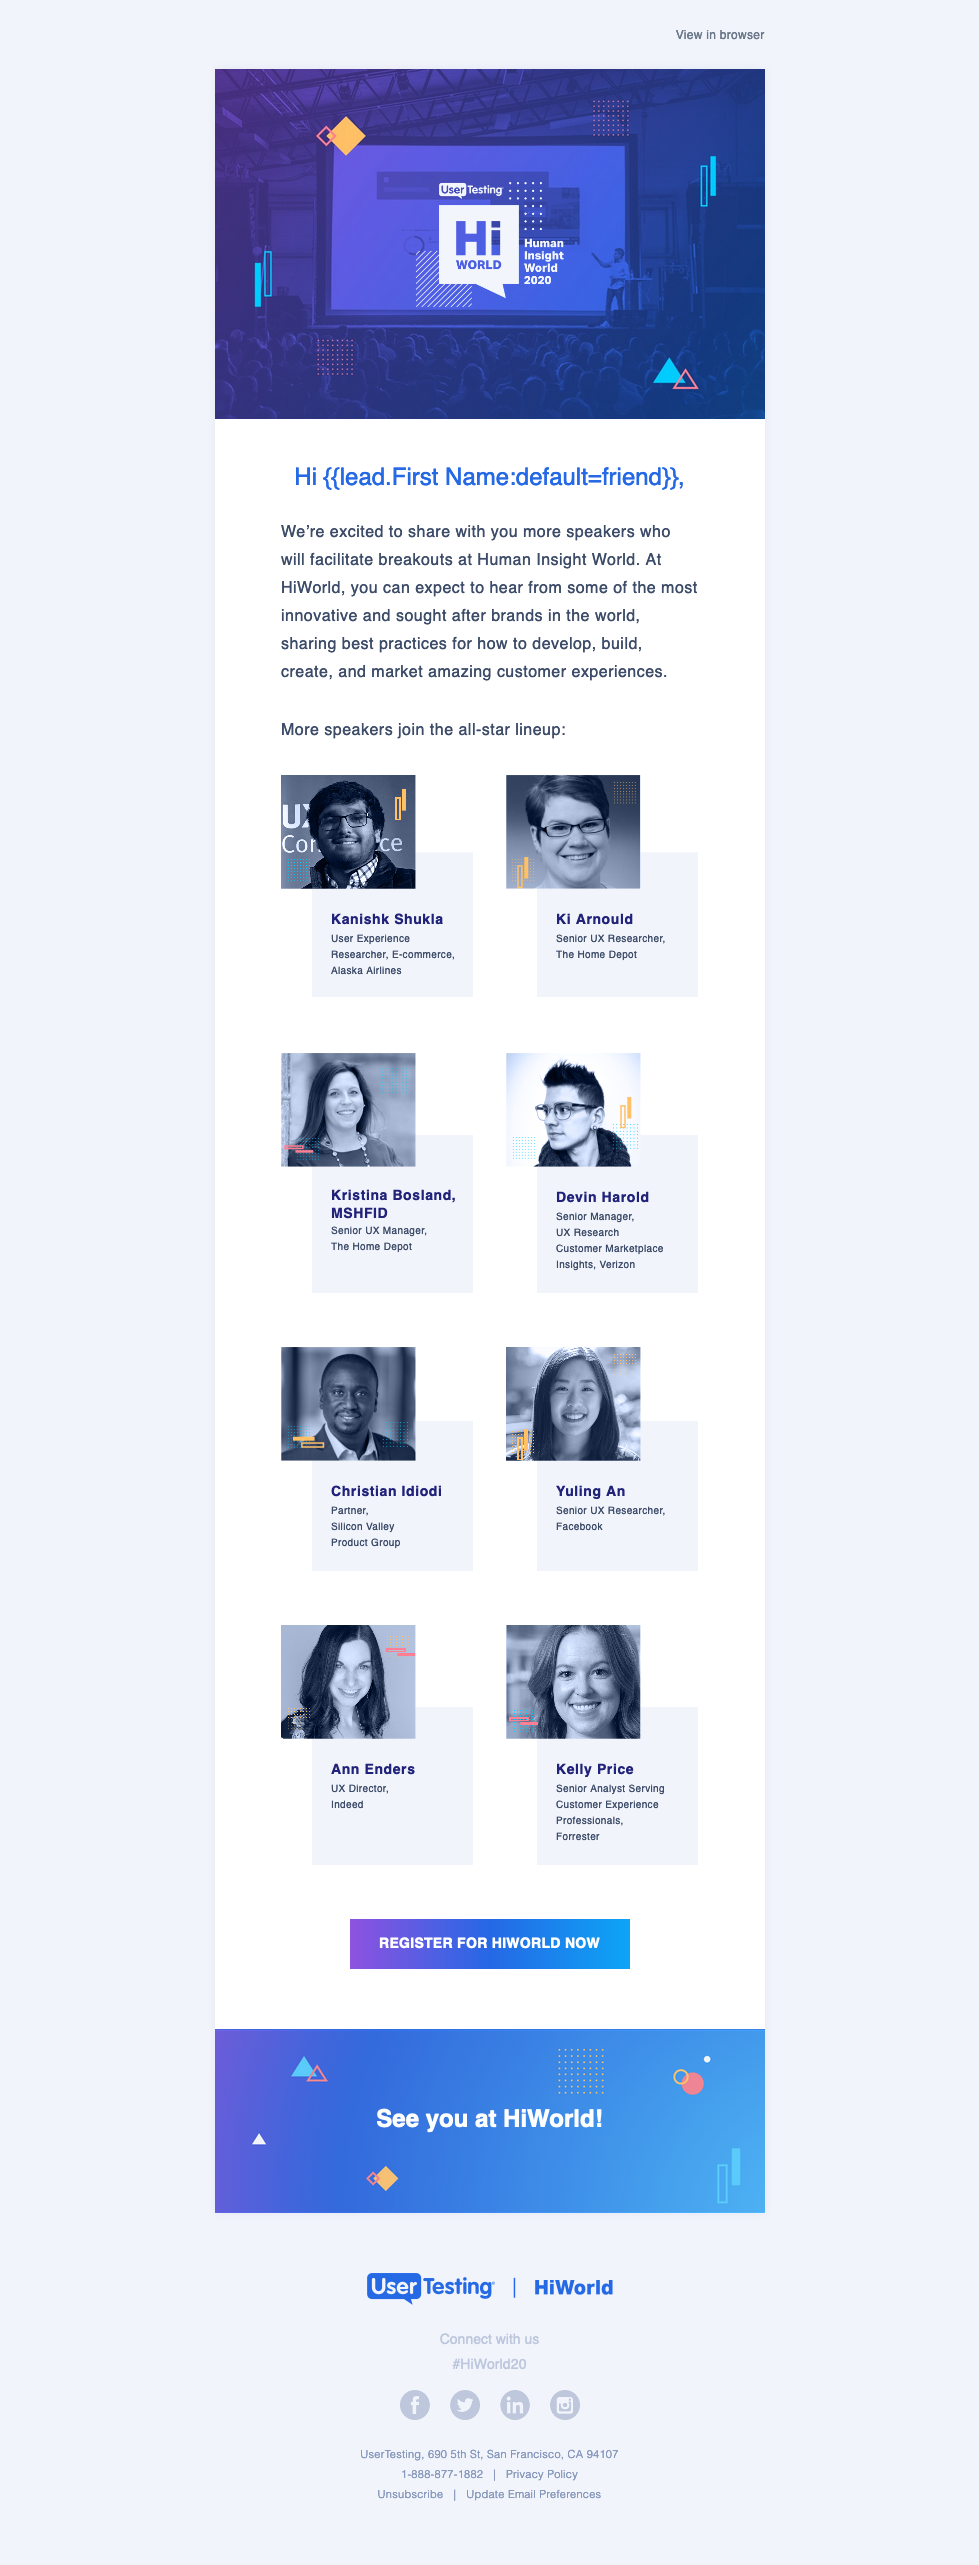 View in browser
UserTesting
Hi
WORLD
Human
Insight
World
2020
Hi {{lead.First Name:default=friend}},
We're excited to share with you more speakers who
will facilitate breakouts at Human Insight World. At
HiWorld, you can expect to hear from some of the most
innovative and sought after brands in the world,
sharing best practices for how to develop, build,
create, and market amazing customer experiences.
More speakers join the all-star lineup:
Kanishk Shukla
User Experience
Researcher, E-commerce,
Alaska Airlines
Ki Arnould
Senior UX Researcher,
The Home Depot
Kristina Bosland,
MSHFID
Senior UX Manager,
The Home Depot
Devin Harold
Senior Manager,
UX Research
Customer Marketplace
Insights, Verizon
Christian Idiodi
Partner,
Silicon Valley
Product Group
Yuling An
Senior UX Researcher,
Facebook
Ann Enders
UX Director,
Indeed
Kelly Price
Senior Analyst Serving
Customer Experience
Professionals,
Forrester
REGISTER FOR HIWORLD NOW
See you at HiWorld!
UserTesting | HiWorld
Connect with us
#HiWorld20
UserTesting, 690 5th St, San Francisco, CA 94107
1-888-877-1882 | Privacy Policy
Unsubscribe | Update Email Preferences